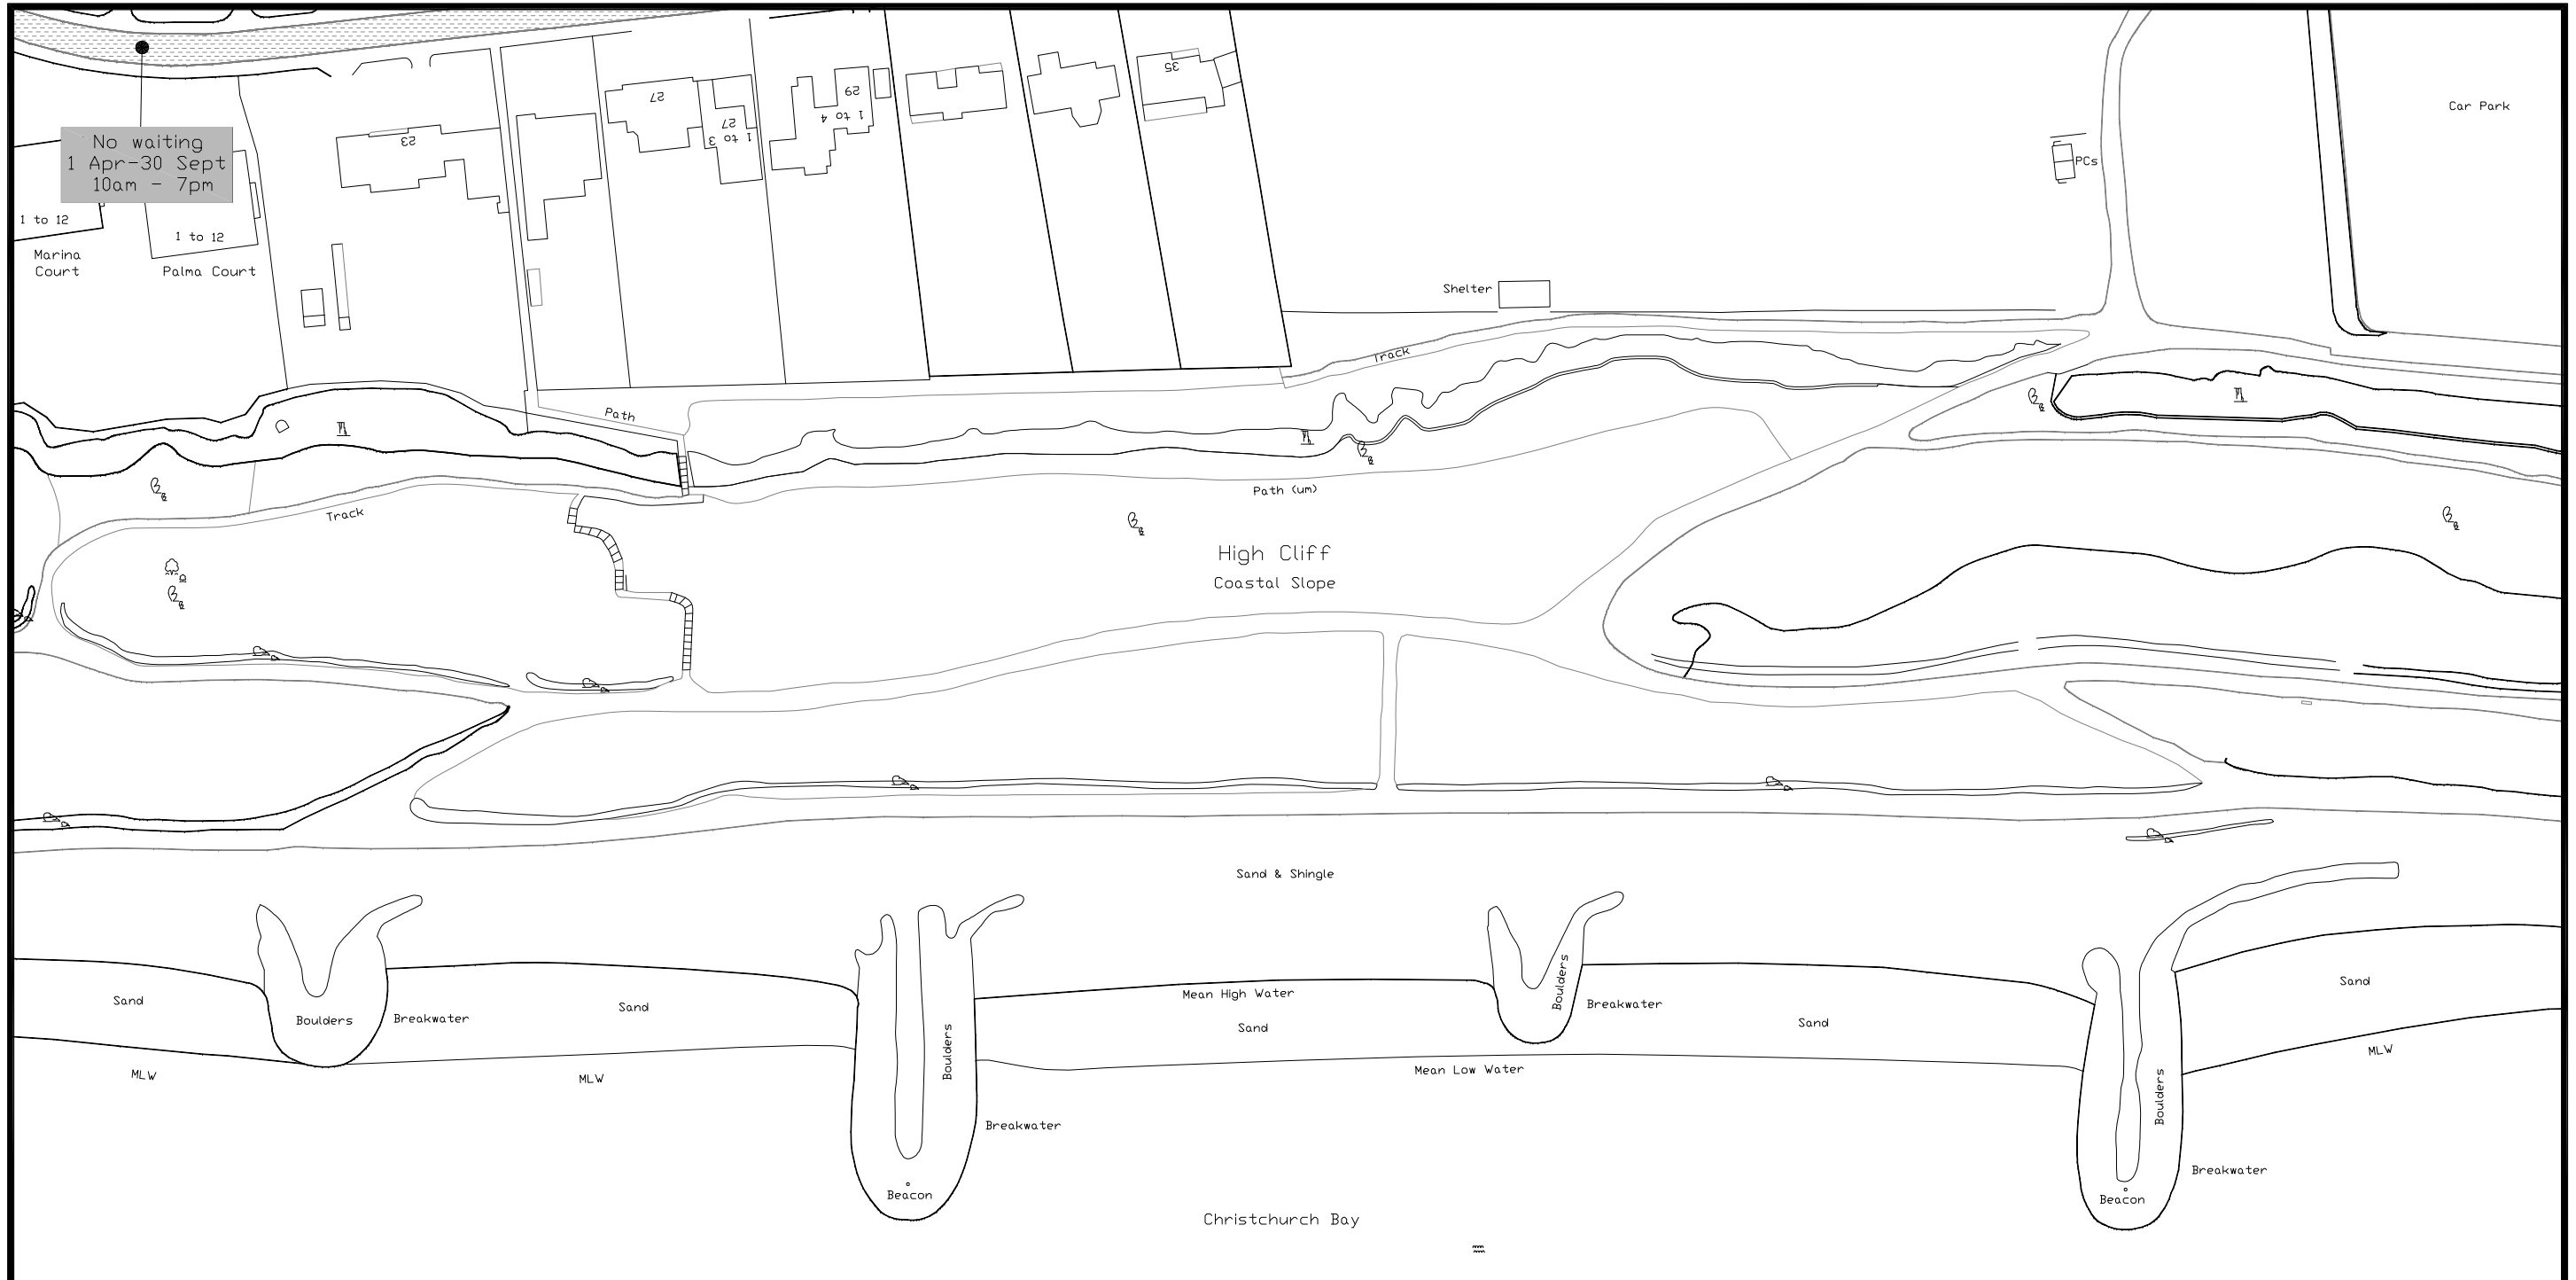 Car Park
27
29
35
1 to 4
27
1 to 3
23
No waiting
1 Apr-30 Sept
10am - 7pm
PCs
1 to 12
1 to 12
Marina
Court
Palma Court
Shelter
Track
Path
Path (um)
Track
High Cliff
Coastal Slope
Sand & Shingle
Sand
Boulders
Breakwater
Sand
Boulders
Mean High Water
Sand
Boulders
Breakwater
Sand
Sand
MLW
MLW
Mean Low Water
MLW
Boulders
Breakwater
Breakwater
Beacon
Beacon
Christchurch Bay